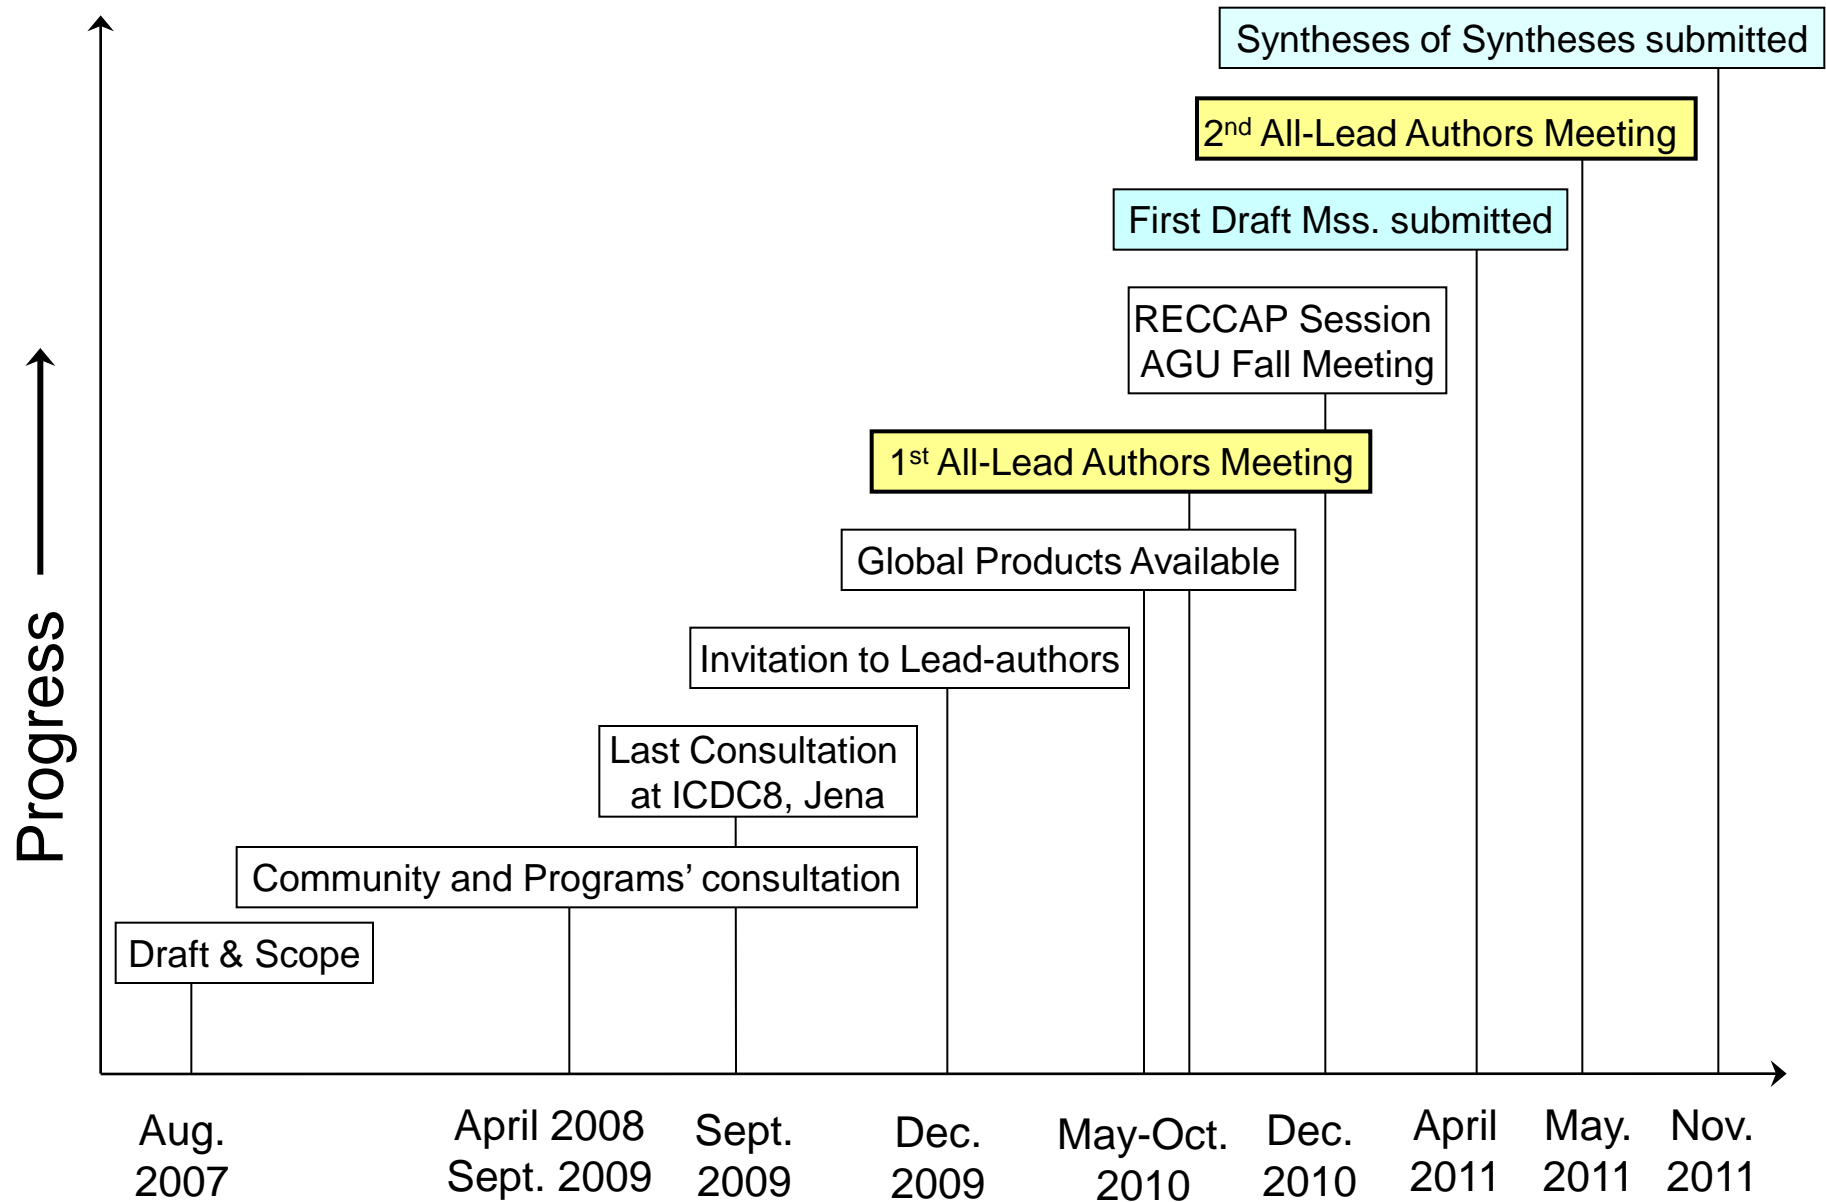 Syntheses of Syntheses submitted
2nd All-Lead Authors Meeting
First Draft Mss. submitted
RECCAP Session
AGU Fall Meeting
1st All-Lead Authors Meeting
Global Products Available
Invitation to Lead-authors
Last Consultation
at ICDC8, Jena
Community and Programs’ consultation
Draft & Scope
Progress
Aug.
2007
April 2008
Sept. 2009
Sept.
2009
Dec.
2009
May-Oct.
2010
Dec.
2010
April
2011
May.
2011
Nov.
2011